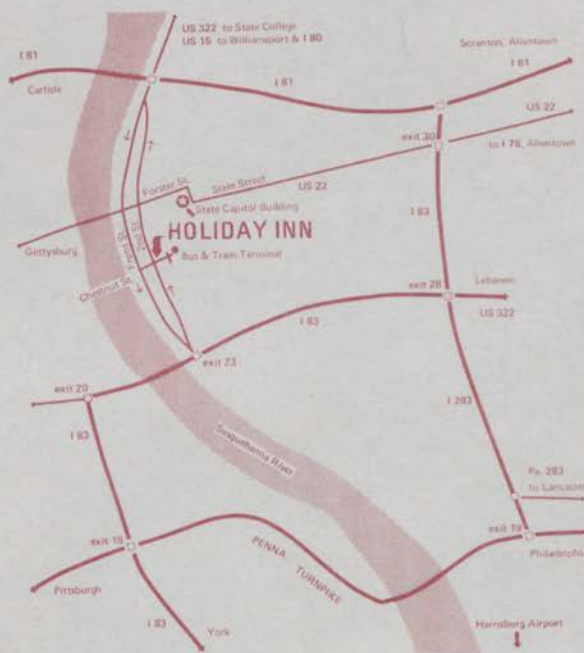 US 322 to State College
US 15 to Williamsport & I 80
I 81
Scranton, Allentown
Carlisle
I 81
I 81
US 22
exit 30
to I 78, Allentown
Forster St.
State Street
US 22
State Capitol Building
I 83
Front St.
2nd St.
HOLIDAY INN
Gettysburg
Bus & Train Terminal
Chestnut St.
exit 28
Lebanon
I 83
US 322
exit 23
exit 20
I 283
I 83
Susquehanna River
Pa. 283
to Lancaster
exit 19
exit 18
PENNA TURNPIKE
Philadelphia
Pittsburgh
I 83
York
Harrisburg Airport